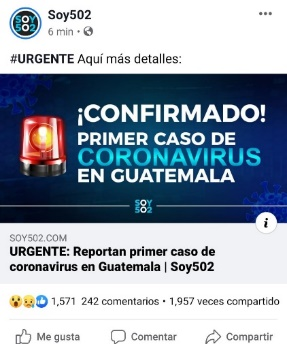 SOY
502
Soy502
6 min •
#URGENTE Aquí más detalles:
¡CONFIRMADO!
PRIMER CASO DE
CORONAVIRUS
EN GUATEMALA
SOY
502
i
SOY502.COM
URGENTE: Reportan primer caso de
coronavirus en Guatemala | Soy502
1,571 242 comentarios • 1,957 veces compartido
Me gusta Comentar Compartir